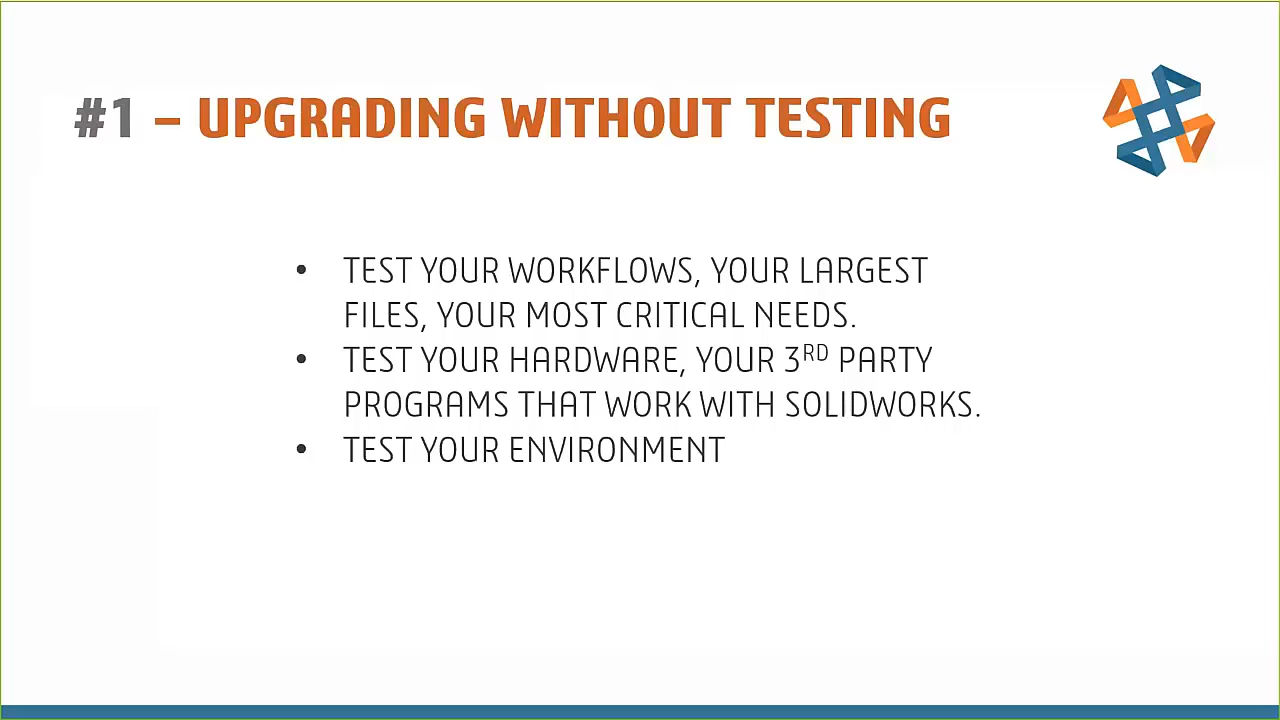 #1 – UPGRADING WITHOUT TESTING
• TEST YOUR WORKFLOWS, YOUR LARGEST
FILES, YOUR MOST CRITICAL NEEDS.
• TEST YOUR HARDWARE, YOUR 3RD PARTY
PROGRAMS THAT WORK WITH SOLIDWORKS.
• TEST YOUR ENVIRONMENT